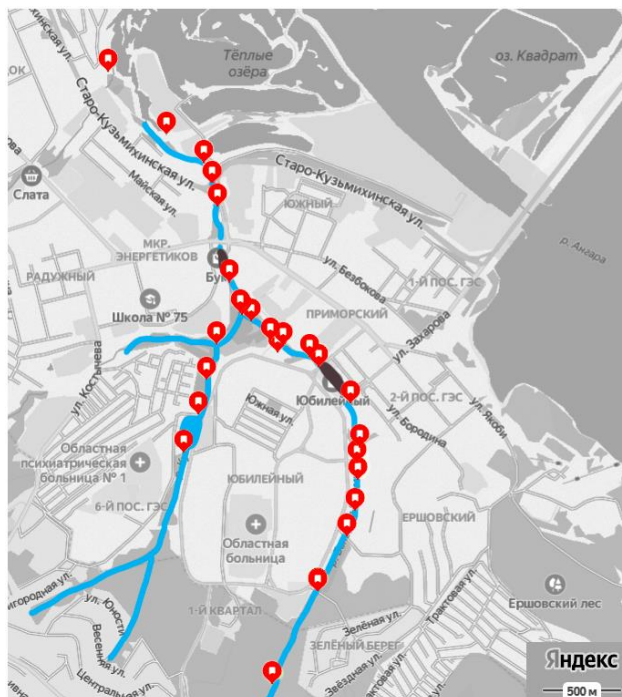 Тёплые
озёра
оз. Квадрат
Старо-Кузьмихинская ул.
Старо-Кузьмихинская ул.
Слата
Майская ул.
ЮЖНЫЙ
р. Ангара
МКР.
ЭНЕРГЕТИКОВ
РАДУЖНЫЙ
ул. Безбокова
1-Й ПОС. ГЭС
Школа № 75
ПРИМОРСКИЙ
ул. Захарова
ул. Костычева
Юбилейный
2-Й ПОС. ГЭС
Южная ул.
ул. Бородина
ул. Якоби
Областная
психиатрическая
больница № 1
ЮБИЛЕЙНЫЙ
6-Й ПОС. ГЭС
Областная
больница
ЕРШОВСКИЙ
ул. Юности
Весенняя ул.
1-Й КВАРТАЛ
Зелёная ул.
Тракторная ул.
Ершовский лес
ЗЕЛЁНЫЙ БЕРЕГ
Звёздная ул.
Центральная ул.
Яндекс
500 м